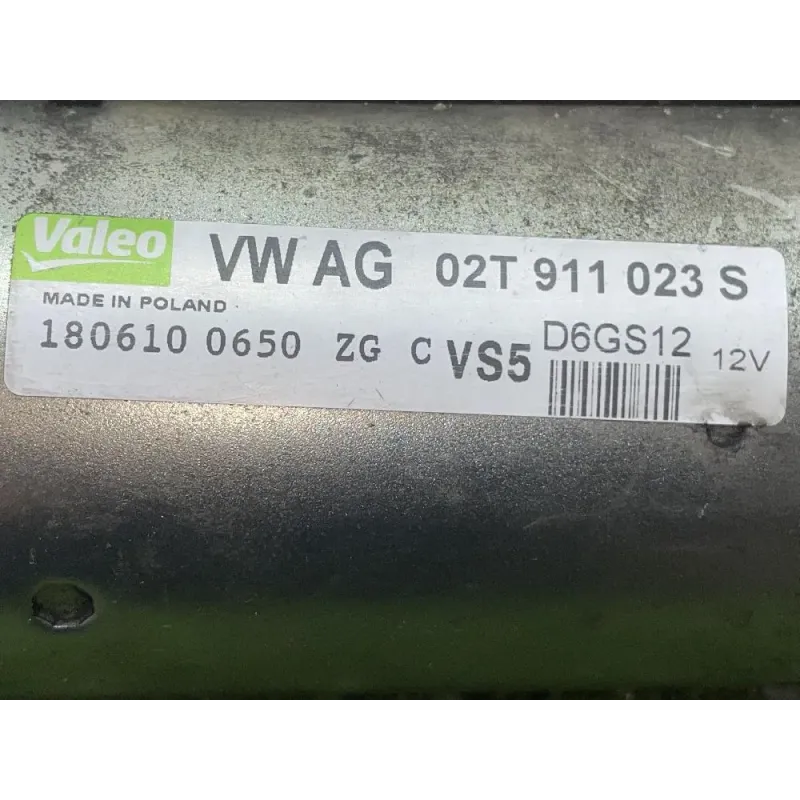 Valeo VW AG 02T 911 023 S
MADE IN POLAND
180610 0650 ZG C VS5 D6GS12 12V